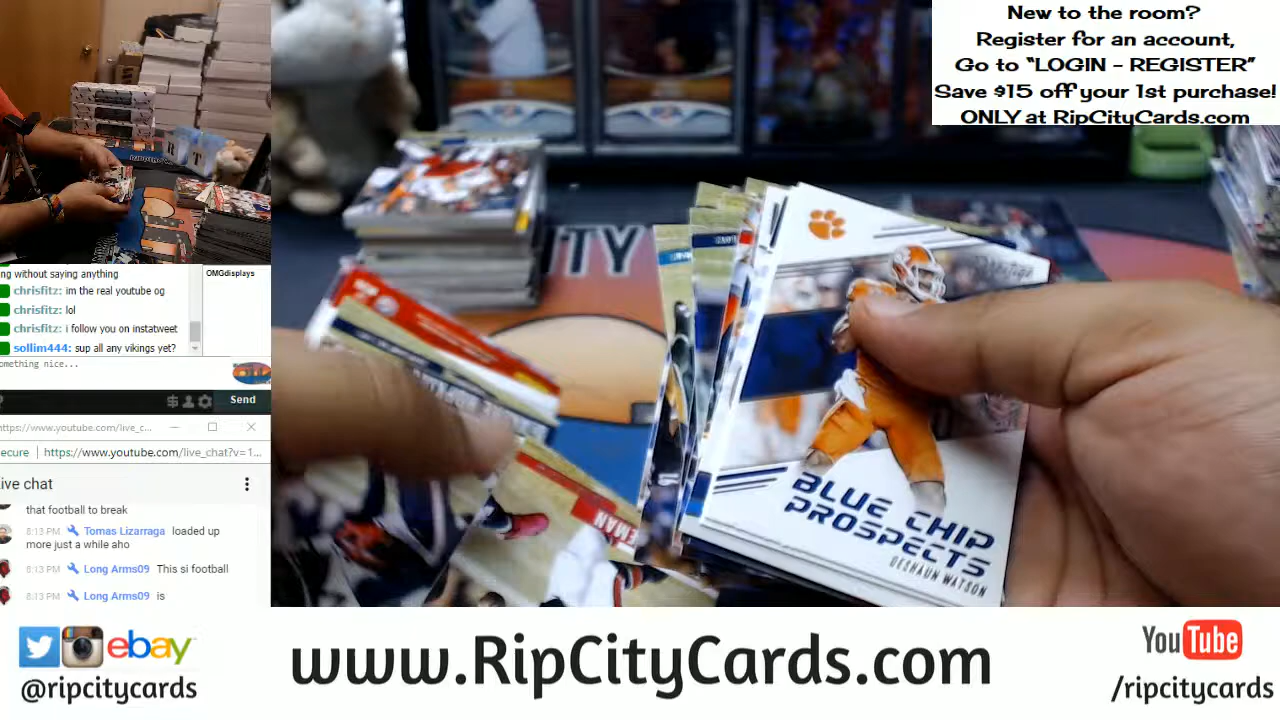 New to the room?
Register for an account,
Go to “LOGIN - REGISTER”
Save $15 off your 1st purchase!
ONLY at RipCityCards.com
ng without saying anything
chrisfitz: im the real youtube og
chrisfitz: lol
chrisfitz: i follow you on instatweet
sollim444: sup all any vikings yet?
OMGdisplays
omething nice...
?
Send
https://www.youtube.com/live_c...
ecure
https://www.youtube.com/live_chat?v=1...
ive chat
that football to break
8:13 PM Tomas Lizarraga loaded up
more just a while aho
8:13 PM Long Arms09 This si football
8:13 PM Long Arms09 is
R T
ITY
BLUE CHIP
PROSPECTS
DESHAUN WATSON
EMAN
ebay
@ripcitycards
www.RipCityCards.com
YouTube
/ripcitycards